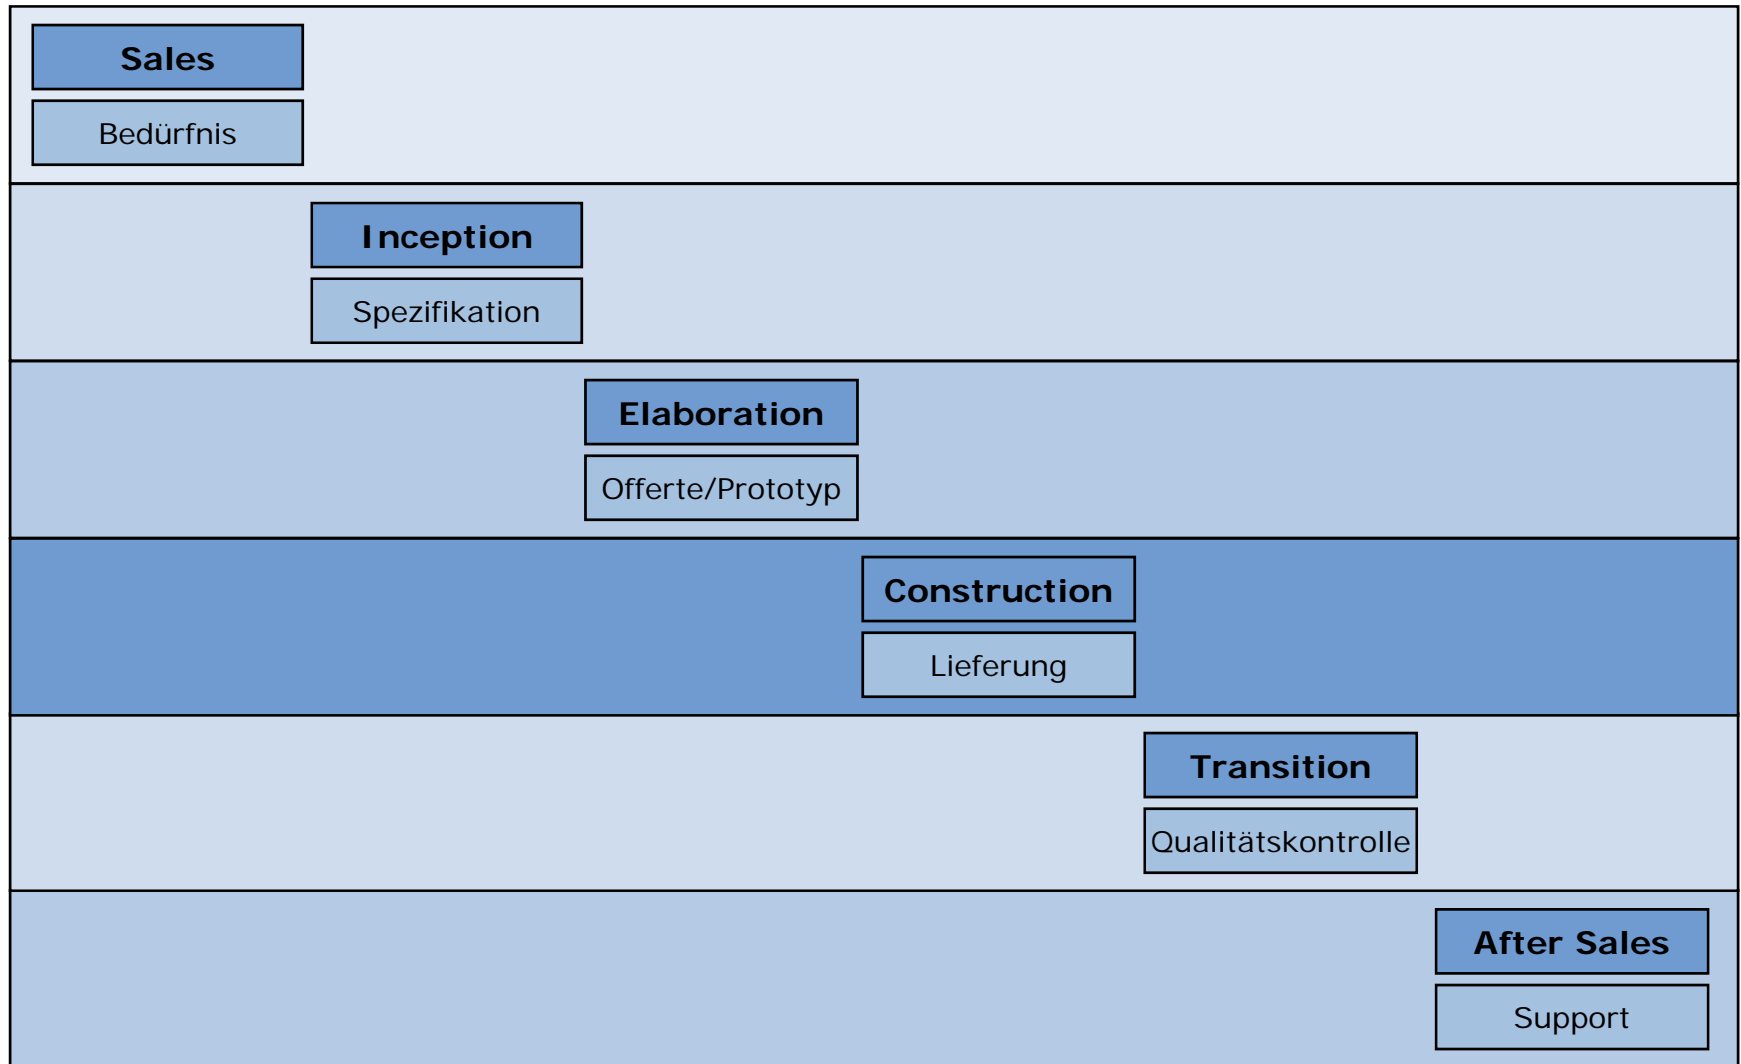 Sales
Bedürfnis
Inception
Spezifikation
Elaboration
Offerte/Prototyp
Construction
Lieferung
Transition
Qualitätskontrolle
After Sales
Support